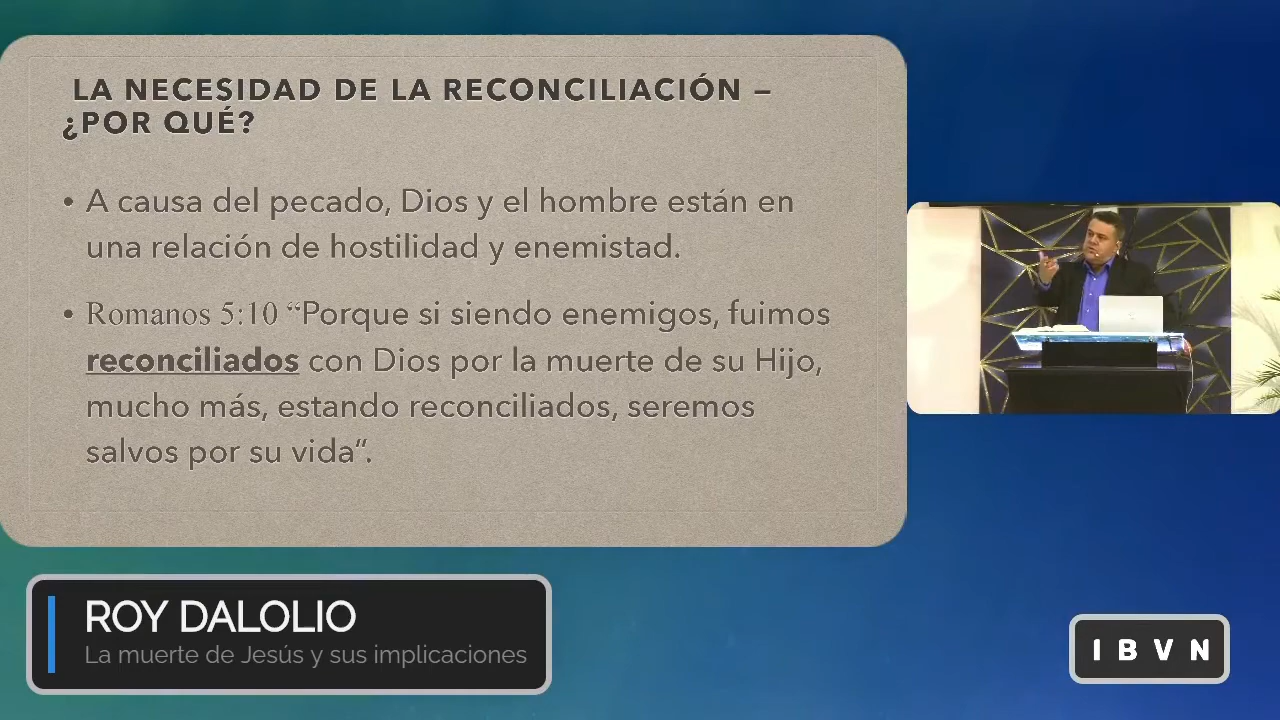 LA NECESIDAD DE LA RECONCILIACIÓN –
¿POR QUÉ?
• A causa del pecado, Dios y el hombre están en
una relación de hostilidad y enemistad.
• Romanos 5:10 “Porque si siendo enemigos, fuimos
reconciliados con Dios por la muerte de su Hijo,
mucho más, estando reconciliados, seremos
salvos por su vida“.
ROY DALOLIO
La muerte de Jesús y sus implicaciones
IBVN